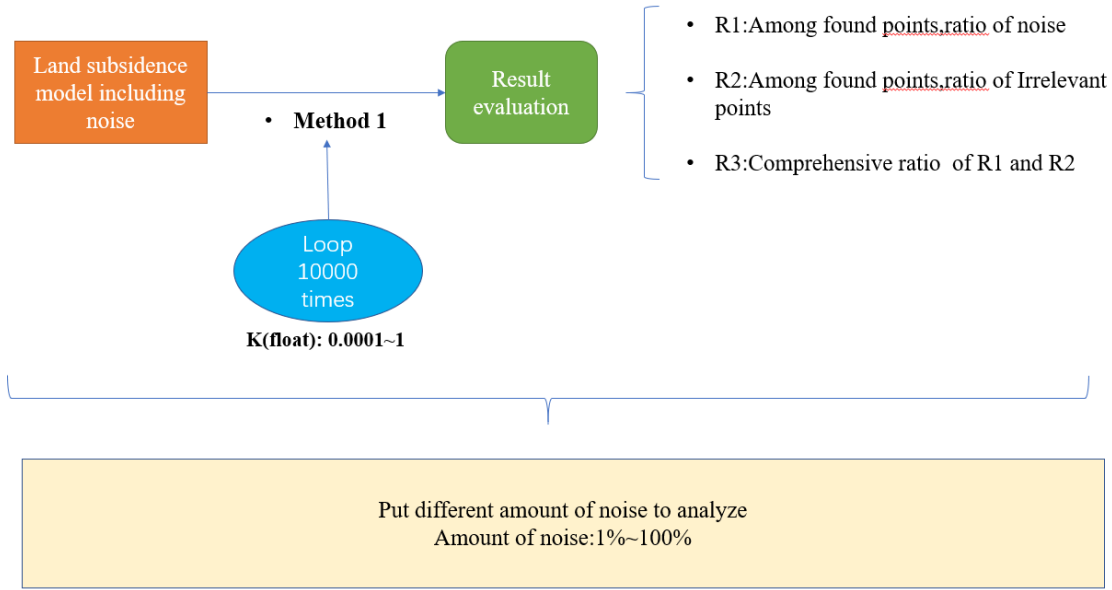 Land subsidence
model including
noise
• Method 1
Result
evaluation
• R1:Among found points,ratio of noise
• R2:Among found points,ratio of Irrelevant
points
• R3:Comprehensive ratio of R1 and R2
Loop
10000
times
K(float): 0.0001~1
Put different amount of noise to analyze
Amount of noise:1%~100%